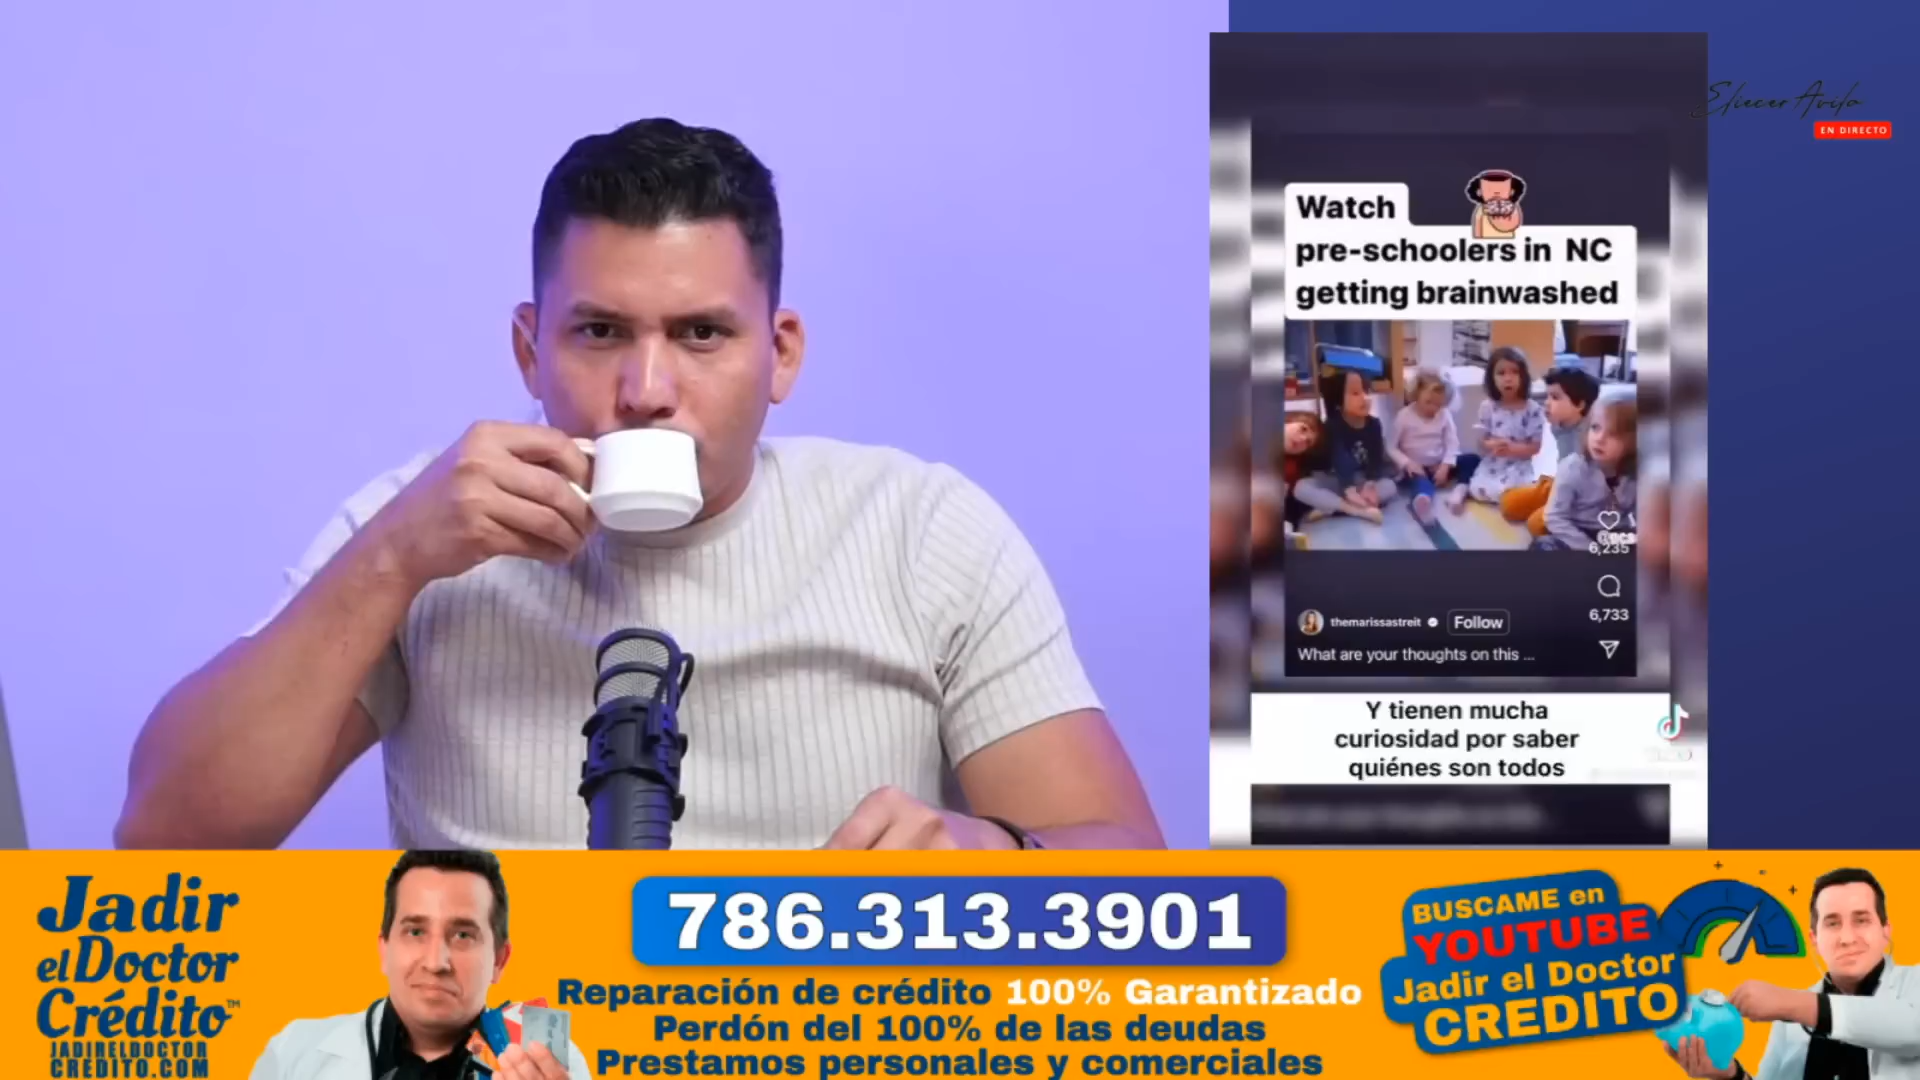 Eliecer Avila
EN DIRECTO
Watch
pre-schoolers in NC
getting brainwashed
6,235
6,733
themarissastreit
Follow
What are your thoughts on this ...
Y tienen mucha
curiosidad por saber
quiénes son todos
Jadir
el Doctor
Crédito™
JADIRELDOCTOR
CREDITO.COM
786.313.3901
Reparación de crédito 100% Garantizado
Perdón del 100% de las deudas
Prestamos personales y comerciales
BUSCAME en
YOUTUBE
Jadir el Doctor
CREDITO